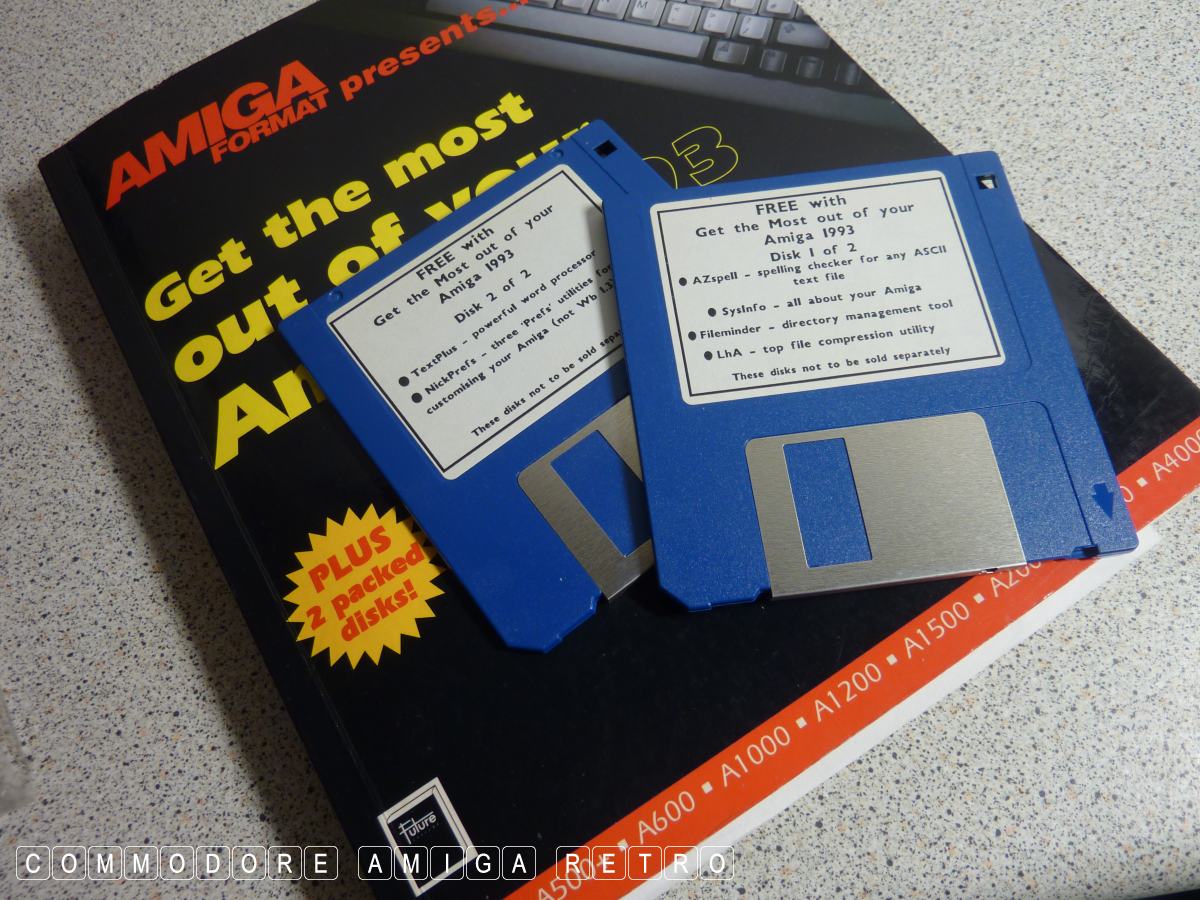 AMIGA
FORMAT presents...
Get the most
out of your
93
FREE with
Get the Most out of your
Amiga 1993
Disk 2 of 2
● TextPlus - powerful word processor
● NickPrefs - three 'Prefs' utilities for
customising your Amiga (not Wb 1.3)
These disks not to be sold
FREE with
Get the Most out of your
Amiga 1993
Disk 1 of 2
● AZspell - spelling checker for any ASCII
text file
● SysInfo - all about your Amiga
● Fileminder - directory management tool
● LhA - top file compression utility
These disks not to be sold separately
PLUS
2 packed
disks!
Future
A500+ ▪ A600 ▪ A1000 ▪ A1200 ▪ A1500 ▪ A4000
COMMODORE AMIGA RETRO